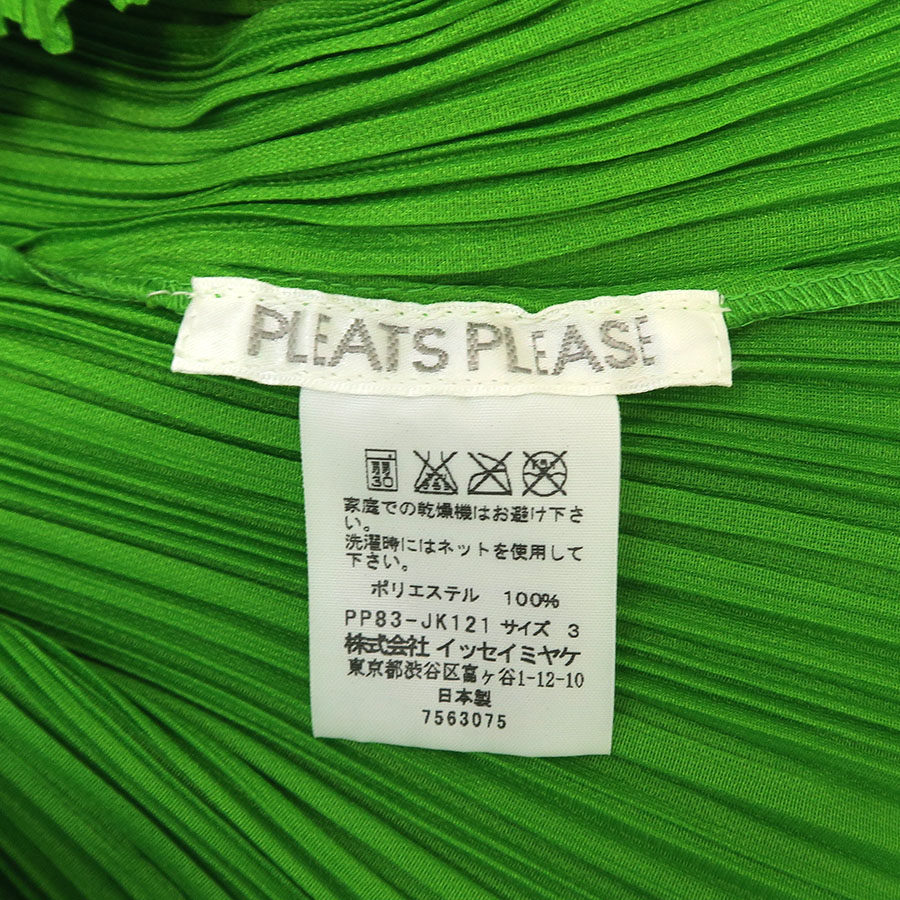 PLEATS PLEASE
30
家庭での乾燥機はお避け下さ
い。
洗濯時にはネットを使用して
下さい。
ポリエステル 100%
PP83-JK121 サイズ 3
株式会社 イッセイミヤケ
東京都渋谷区富ヶ谷1-12-10
日本製
7563075